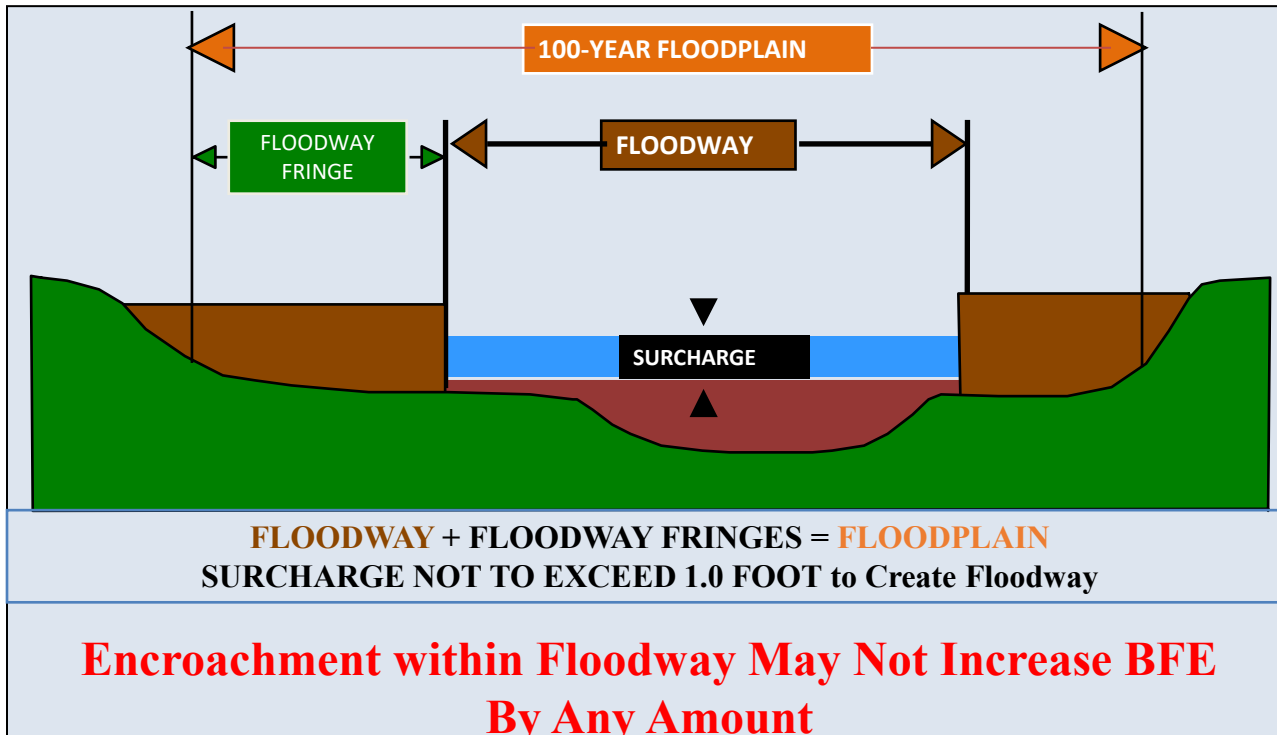 100-YEAR FLOODPLAIN
FLOODWAY
FRINGE
FLOODWAY
SURCHARGE
FLOODWAY + FLOODWAY FRINGES = FLOODPLAIN
SURCHARGE NOT TO EXCEED 1.0 FOOT to Create Floodway
Encroachment within Floodway May Not Increase BFE
By Any Amount